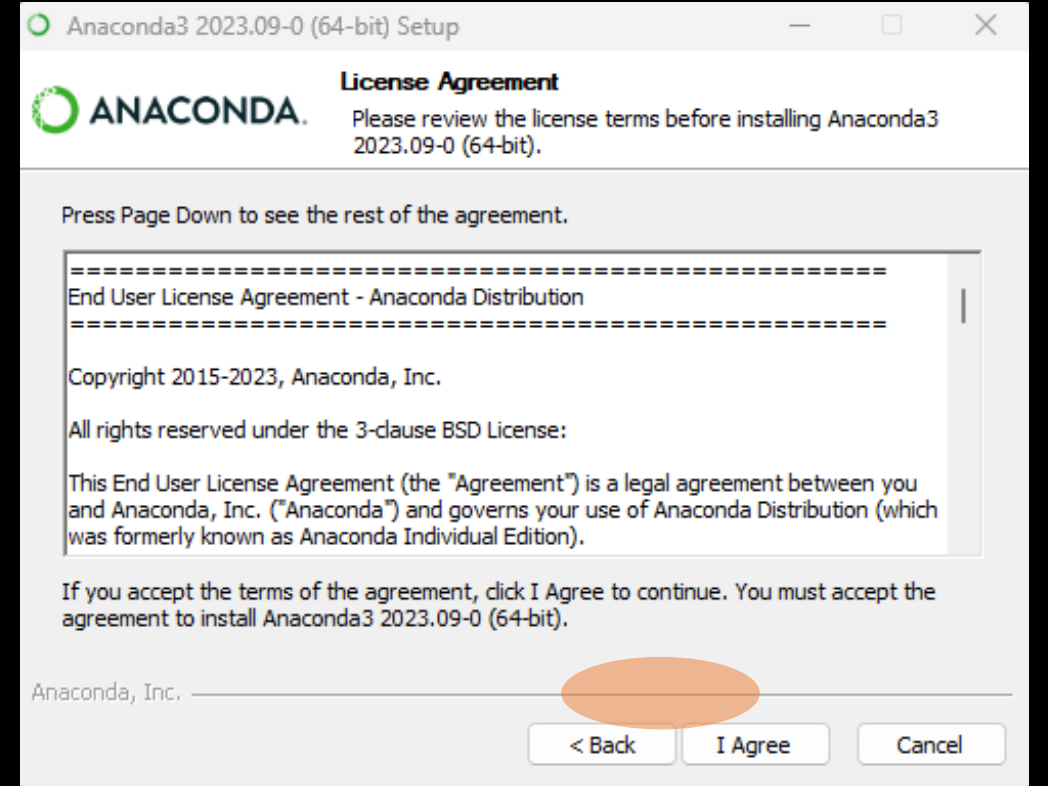 Anaconda3 2023.09-0 (64-bit) Setup
ANACONDA.
License Agreement
Please review the license terms before installing Anaconda3
2023.09-0 (64-bit).
Press Page Down to see the rest of the agreement.
==================================================
End User License Agreement - Anaconda Distribution
==================================================
Copyright 2015-2023, Anaconda, Inc.
All rights reserved under the 3-clause BSD License:
This End User License Agreement (the "Agreement") is a legal agreement between you
and Anaconda, Inc. ("Anaconda") and governs your use of Anaconda Distribution (which
was formerly known as Anaconda Individual Edition).
If you accept the terms of the agreement, click I Agree to continue. You must accept the
agreement to install Anaconda3 2023.09-0 (64-bit).
Anaconda, Inc.
< Back
I Agree
Cancel